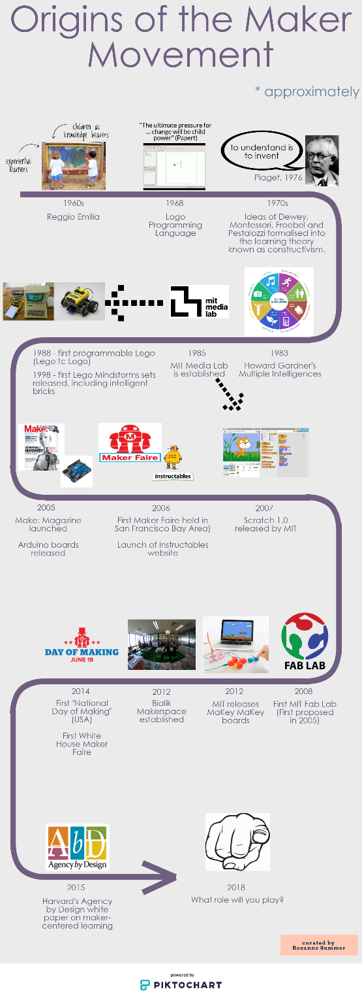 Origins of the Maker
Movement
* approximately
children as
knowledge bearers
experiential
learners
"The ultimate pressure for
... change will be child
power" (Papert)
to understand is
to invent
Piaget, 1976
1960s
Reggio Emilia
1968
Logo
Programming
Language
1970s
Ideas of Dewey,
Montessori, Froebel and
Pestalozzi formalised into
the learning theory
known as constructivism.
mit
media
lab
MULTIPLE
INTELLIGENCES
1988 - first programmable Lego
(Lego tc Logo)
1998 - first Lego Mindstorms sets
released, including intelligent
bricks
1985
MIT Media Lab
is established
1983
Howard Gardner's
Multiple Intelligences
Make:
HUMANOID
M
Maker Faire
instructables
2005
Make: Magazine
launched
Arduino boards
released
2006
First Maker Faire held in
San Francisco Bay Area)
Launch of Instructables
website
2007
Scratch 1.0
released by MIT
DAY OF MAKING
JUNE 18
FAB LAB
2014
First "National
Day of Making"
(USA)
First White
House Maker
Faire
2012
Bialik
Makerspace
established
2012
MIT releases
MaKey MaKey
boards
2008
First MIT Fab Lab
(First proposed
in 2005)
AbD
Agency by Design
2015
Harvard's Agency
by Design white
paper on maker-
centered learning
2018
What role will you play?
curated by
Roxanne Summer
powered by
PIKTOCHART